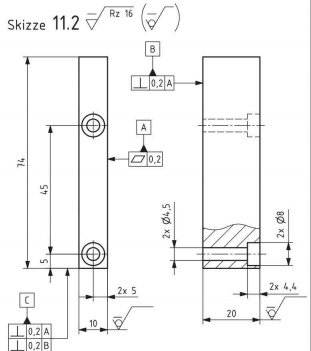 Skizze 11.2 Rz 16
B
⊥ 0,2 A
A
⏥ 0,2
74
45
5
2x 5
10
C
⊥ 0,2 A
⊥ 0,2 B
2x Ø4,5
2x Ø8
2x 4,4
20